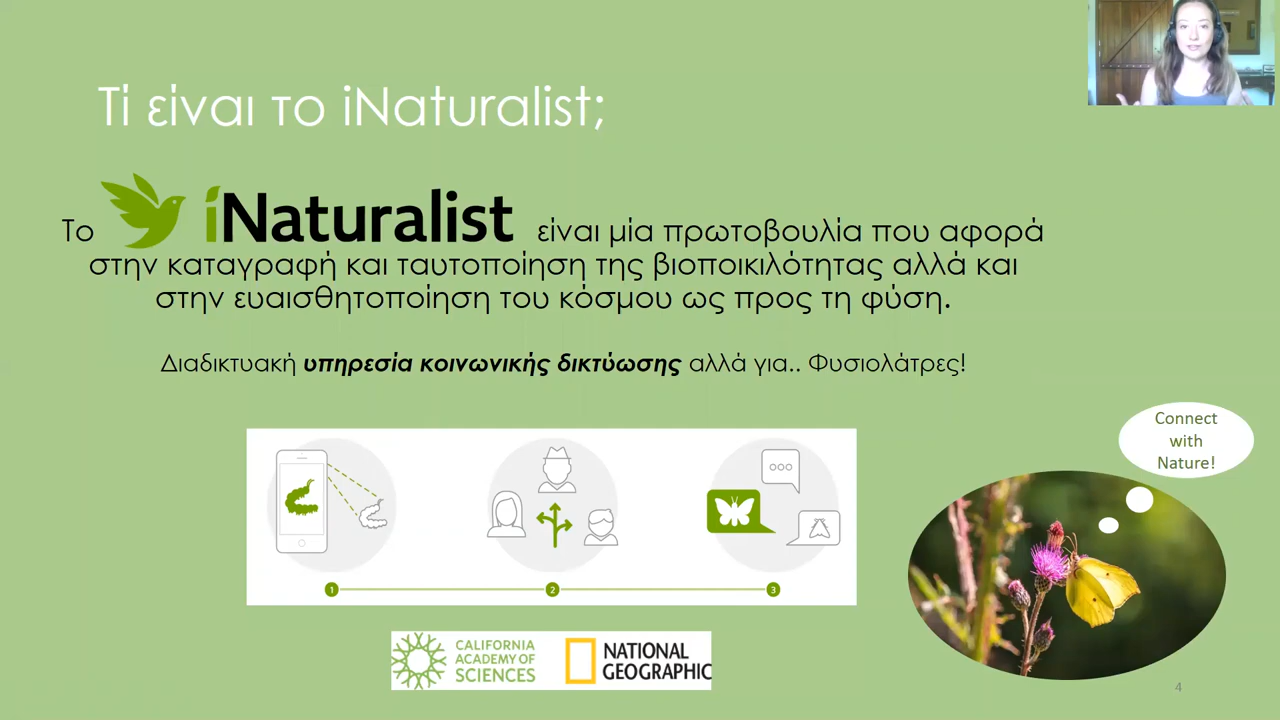 Τί είναι το iNaturalist;
Το iNaturalist είναι μία πρωτοβουλία που αφορά
στην καταγραφή και ταυτοποίηση της βιοποικιλότητας αλλά και
στην ευαισθητοποίηση του κόσμου ως προς τη φύση.
Διαδικτυακή υπηρεσία κοινωνικής δικτύωσης αλλά για.. Φυσιολάτρες!
Connect
with
Nature!
1 2 3
CALIFORNIA
ACADEMY OF
SCIENCES
NATIONAL
GEOGRAPHIC
4